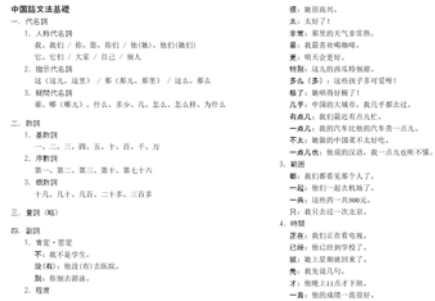 中国語文法基礎
一、代名詞
1. 人称代名詞
我、我们 / 你、您、你们 / 他(她)、他们(她们)
它、它们 / 大家 / 自己 / 别人
2. 指示代名詞
这（这儿、这里） / 那（那儿、那里） / 这么、那么
3. 疑問代名詞
谁、哪（哪儿）、什么、多少、几、怎么、怎么样、为什么
二、数詞
1. 基数詞
一、二、三、四、五、十、百、千、万
2. 序数詞
第一、第二、第三、第十、第七十六
3. 概数詞
十几、几十、几百、二十多、三百多
三、量詞（略）
四、副詞
1. 肯定・否定
不: 我不是学生。
没(有): 他没(有)去医院。
别: 你别去游泳。
2. 程度
很: 她很高兴。
太: 太好了！
非常: 那里的天气非常热。
最: 我最喜欢喝咖啡。
更: 明天会更好。
特别: 这儿的西瓜特别甜。
多么（多）: 这些孩子多可爱啊！
极了: 她唱得好极了！
几乎: 中国的大城市，我几乎都去过。
有点儿: 我们最近有点儿忙。
一点儿: 我的汽车比他的汽车贵一点儿。
不太: 她做的中国菜不太好吃。
一点儿也: 他说的汉语，我一点儿也听不懂。
3. 範囲
都: 我们都看见那个人了。
一起: 他们一起去机场了。
一共: 这些药一共300元。
只: 我只去过一次北京。
4. 時間
正在: 我们正在看电视。
已经: 他已经到学校了。
就: 她上星期就回来了。
先: 我先说几句。
才: 他晚上11点才下班。
一直: 他的成绩一直很好。